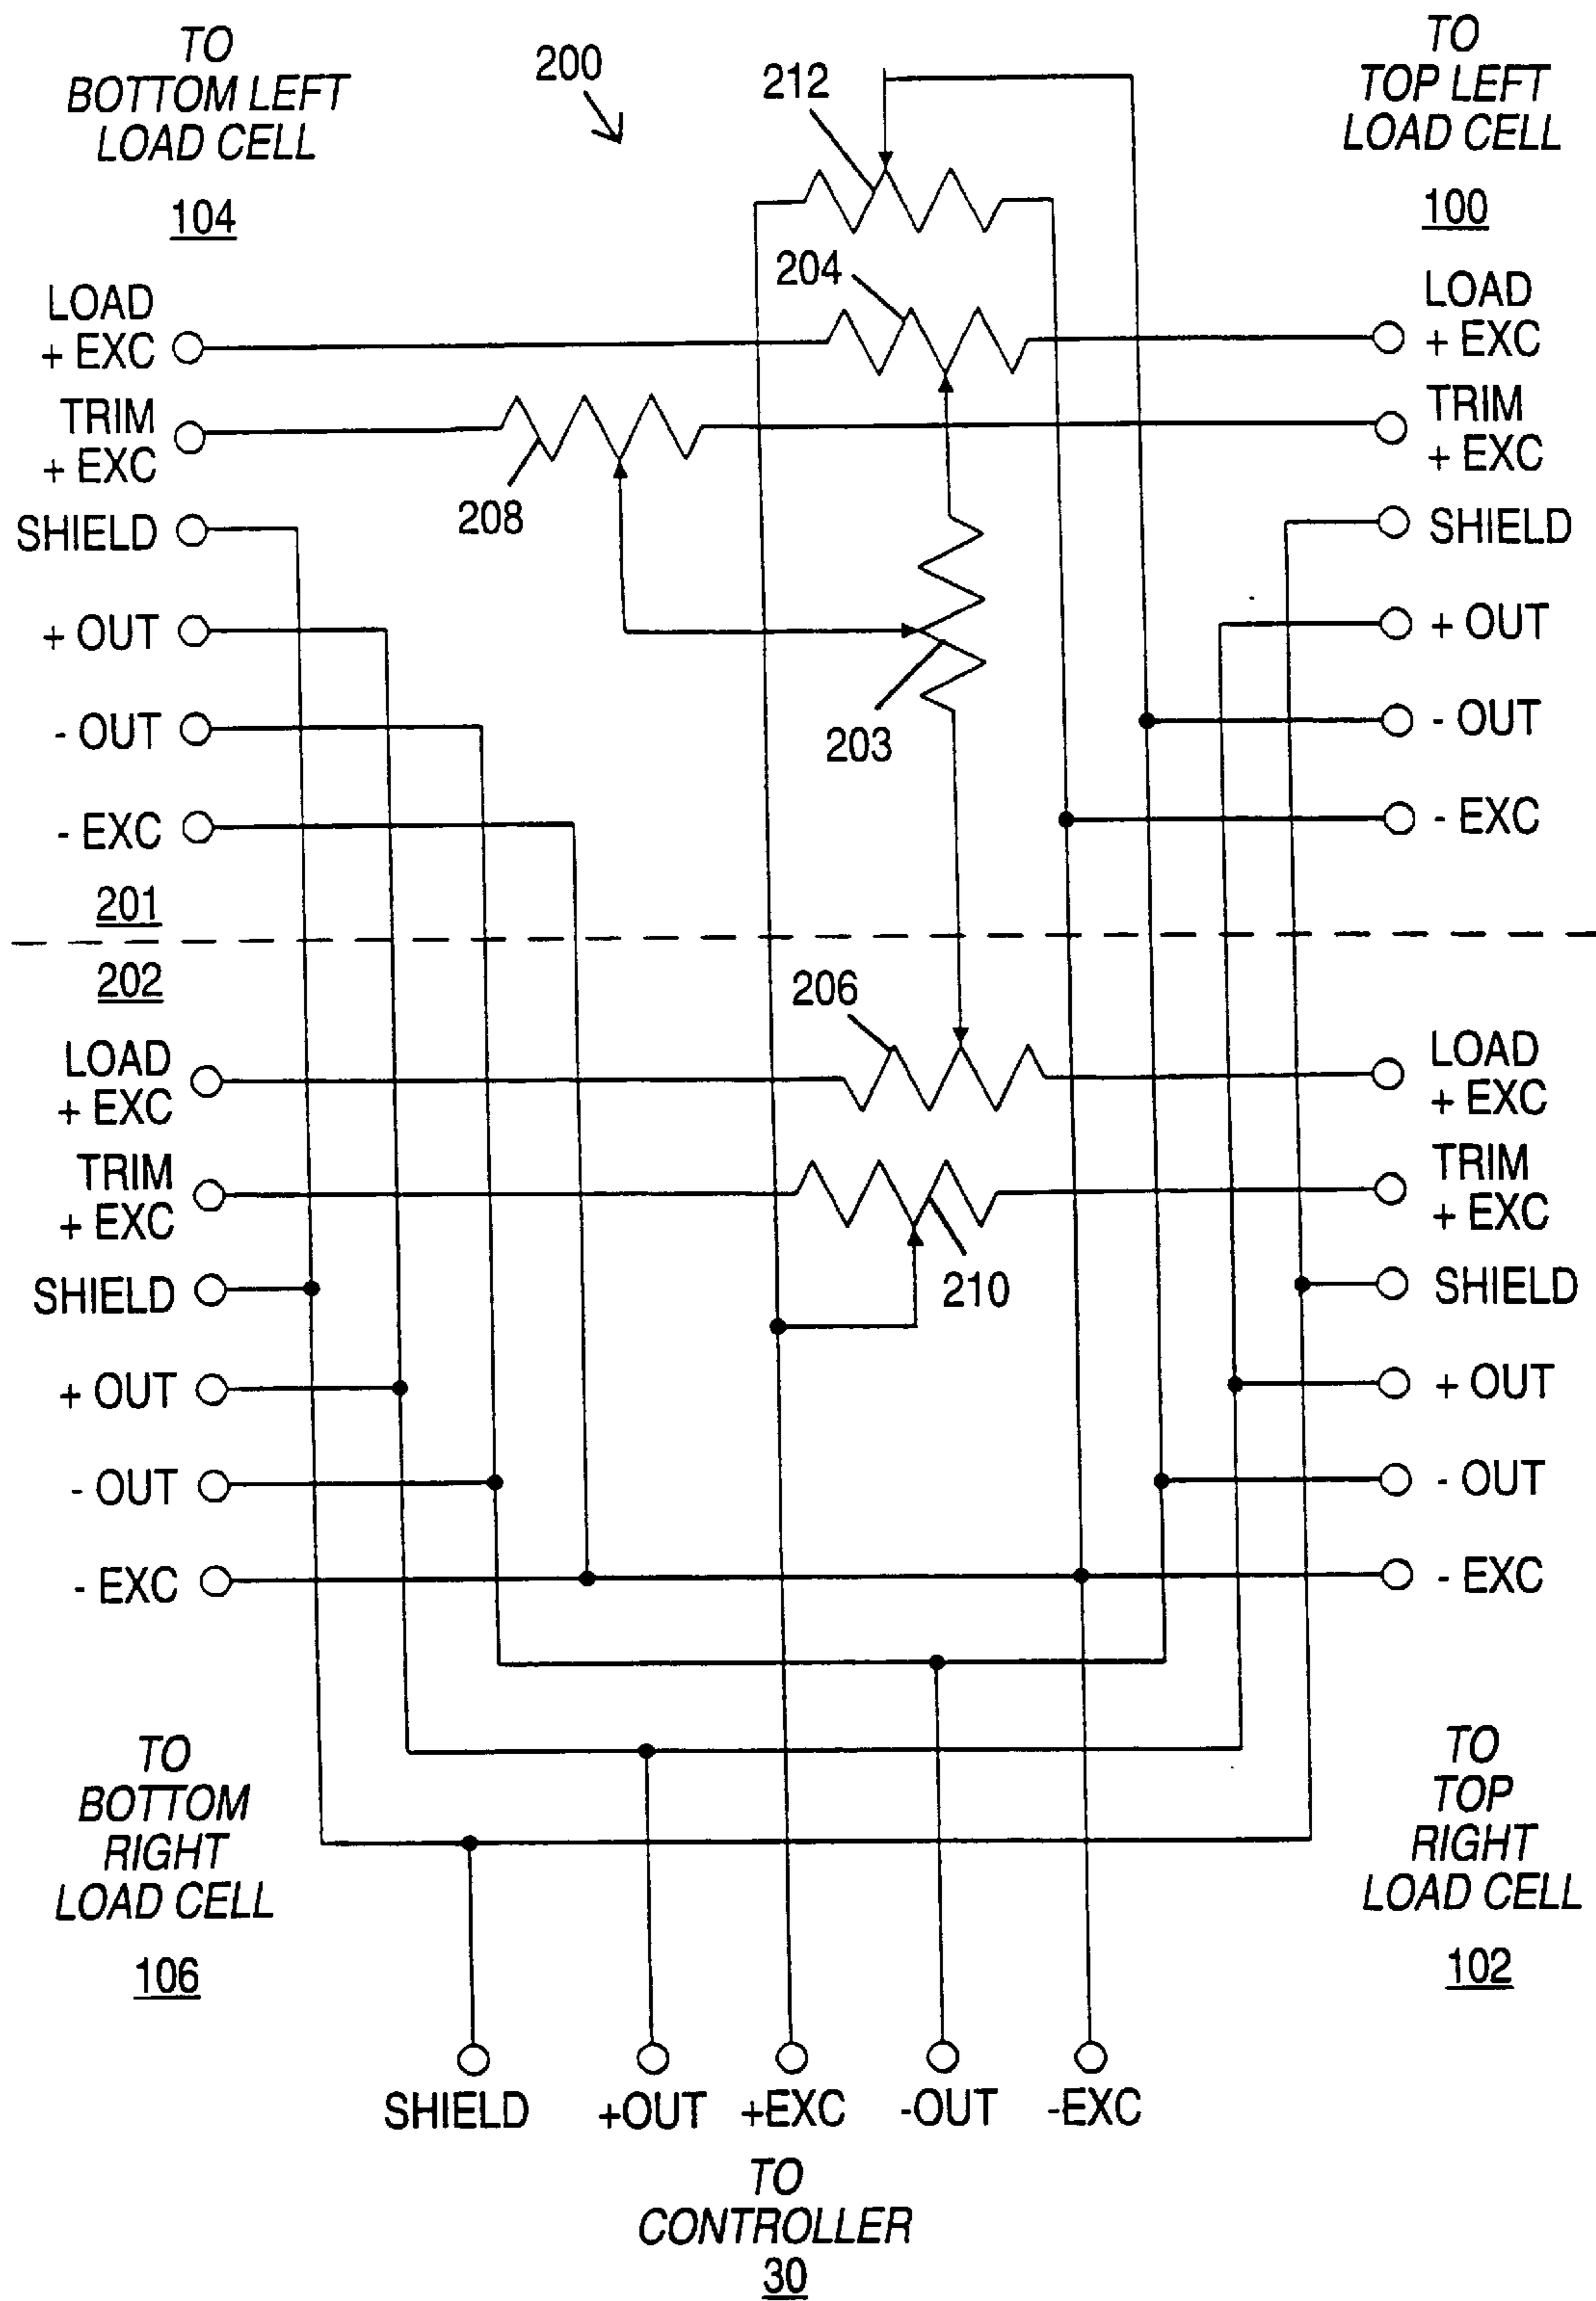 TO
BOTTOM LEFT
LOAD CELL
104
200
212
TO
TOP LEFT
LOAD CELL
100
204
LOAD
+ EXC
LOAD
+ EXC
TRIM
+ EXC
TRIM
+ EXC
208
SHIELD
SHIELD
+ OUT
+ OUT
203
- OUT
- OUT
- EXC
- EXC
201
202
206
LOAD
+ EXC
LOAD
+ EXC
TRIM
+ EXC
TRIM
+ EXC
210
SHIELD
SHIELD
+ OUT
+ OUT
- OUT
- OUT
- EXC
- EXC
TO
BOTTOM
RIGHT
LOAD CELL
106
TO
TOP
RIGHT
LOAD CELL
102
SHIELD
+OUT
+EXC
-OUT
-EXC
TO
CONTROLLER
30